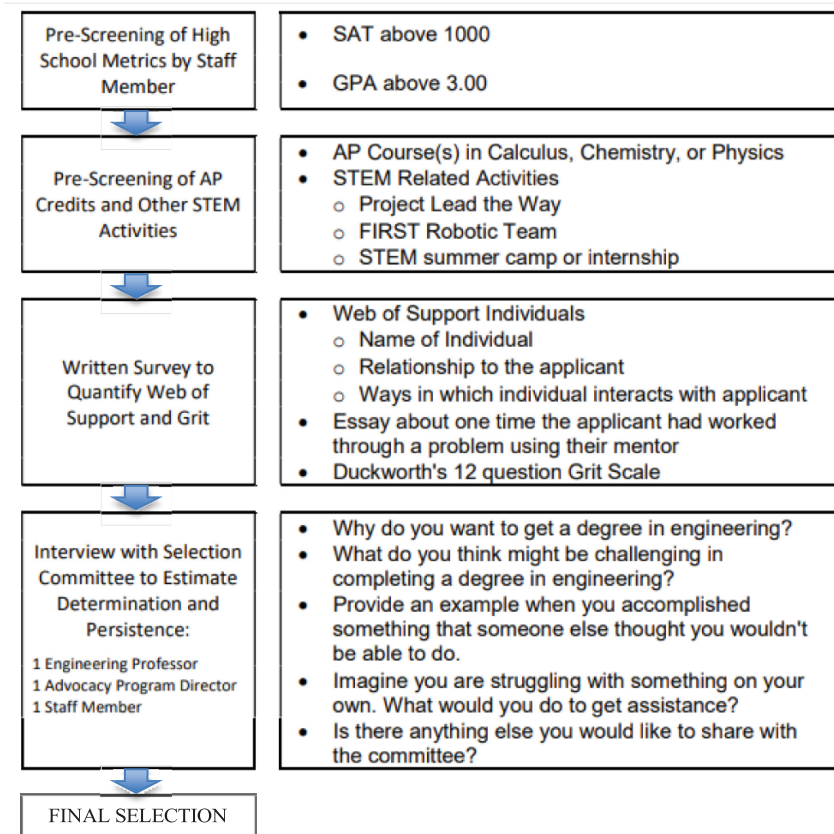 Pre-Screening of High
School Metrics by Staff
Member
• SAT above 1000
• GPA above 3.00
Pre-Screening of AP
Credits and Other STEM
Activities
• AP Course(s) in Calculus, Chemistry, or Physics
• STEM Related Activities
o Project Lead the Way
o FIRST Robotic Team
o STEM summer camp or internship
Written Survey to
Quantify Web of
Support and Grit
• Web of Support Individuals
o Name of Individual
o Relationship to the applicant
o Ways in which individual interacts with applicant
• Essay about one time the applicant had worked
through a problem using their mentor
• Duckworth's 12 question Grit Scale
Interview with Selection
Committee to Estimate
Determination and
Persistence:
1 Engineering Professor
1 Advocacy Program Director
1 Staff Member
• Why do you want to get a degree in engineering?
• What do you think might be challenging in
completing a degree in engineering?
• Provide an example when you accomplished
something that someone else thought you wouldn't
be able to do.
• Imagine you are struggling with something on your
own. What would you do to get assistance?
• Is there anything else you would like to share with
the committee?
FINAL SELECTION